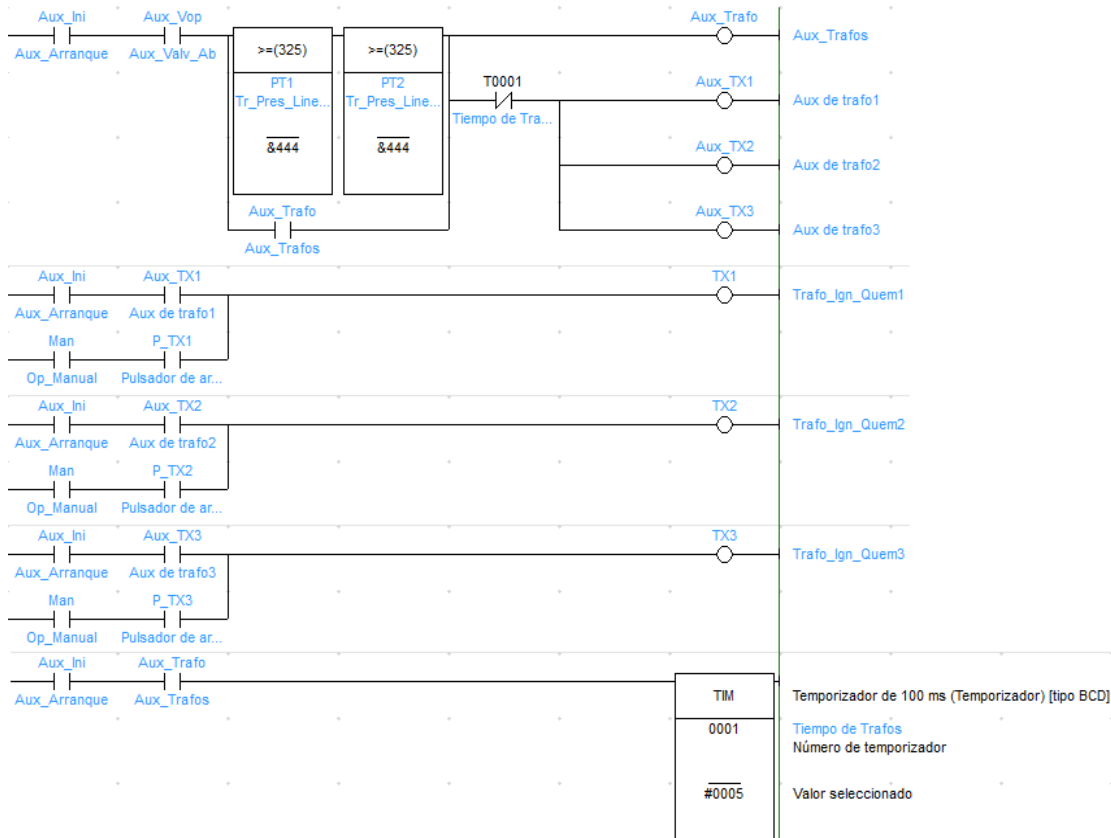 Aux_Ini Aux_Vop Aux_Trafo
Aux_Arranque Aux_Valv_Ab >=(325) >=(325) Aux_Trafos
PT1 PT2 T0001 Aux_TX1
Tr_Pres_Line... Tr_Pres_Line... Aux de trafo1
Tiempo de Tra...
&444 &444 Aux_TX2
Aux de trafo2
Aux_Trafo Aux_TX3
Aux_Trafos Aux de trafo3
Aux_Ini Aux_TX1 TX1
Trafo_Ign_Quem1
Aux_Arranque Aux de trafo1
Man P_TX1
Op_Manual Pulsador de ar...
Aux_Ini Aux_TX2 TX2
Trafo_Ign_Quem2
Aux_Arranque Aux de trafo2
Man P_TX2
Op_Manual Pulsador de ar...
Aux_Ini Aux_TX3 TX3
Trafo_Ign_Quem3
Aux_Arranque Aux de trafo3
Man P_TX3
Op_Manual Pulsador de ar...
Aux_Ini Aux_Trafo
Aux_Arranque Aux_Trafos TIM Temporizador de 100 ms (Temporizador) [tipo BCD]
0001 Tiempo de Trafos
Número de temporizador
#0005 Valor seleccionado